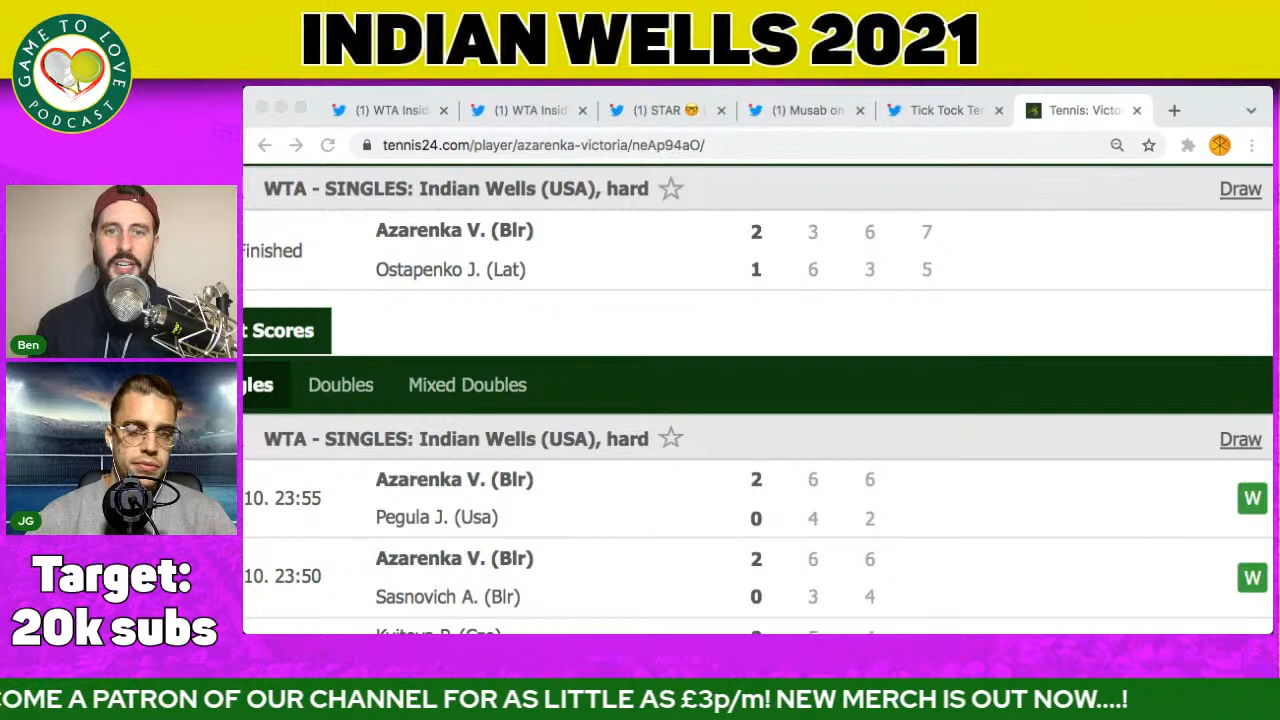 INDIAN WELLS 2021
GAME TO LOVE
PODCAST
(1) WTA Insid
(1) WTA Insid
(1) STAR
(1) Musab on
Tick Tock Ter
Tennis: Victo
tennis24.com/player/azarenka-victoria/neAp94aO/
WTA - SINGLES: Indian Wells (USA), hard
Draw
Azarenka V. (Blr) 2 3 6 7
Finished
Ostapenko J. (Lat) 1 6 3 5
t Scores
gles Doubles Mixed Doubles
WTA - SINGLES: Indian Wells (USA), hard
Draw
Azarenka V. (Blr) 2 6 6
10. 23:55 W
Pegula J. (Usa) 0 4 2
Azarenka V. (Blr) 2 6 6
10. 23:50 W
Sasnovich A. (Blr) 0 3 4
Ben
JG
Target:
20k subs
COME A PATRON OF OUR CHANNEL FOR AS LITTLE AS £3p/m! NEW MERCH IS OUT NOW....!